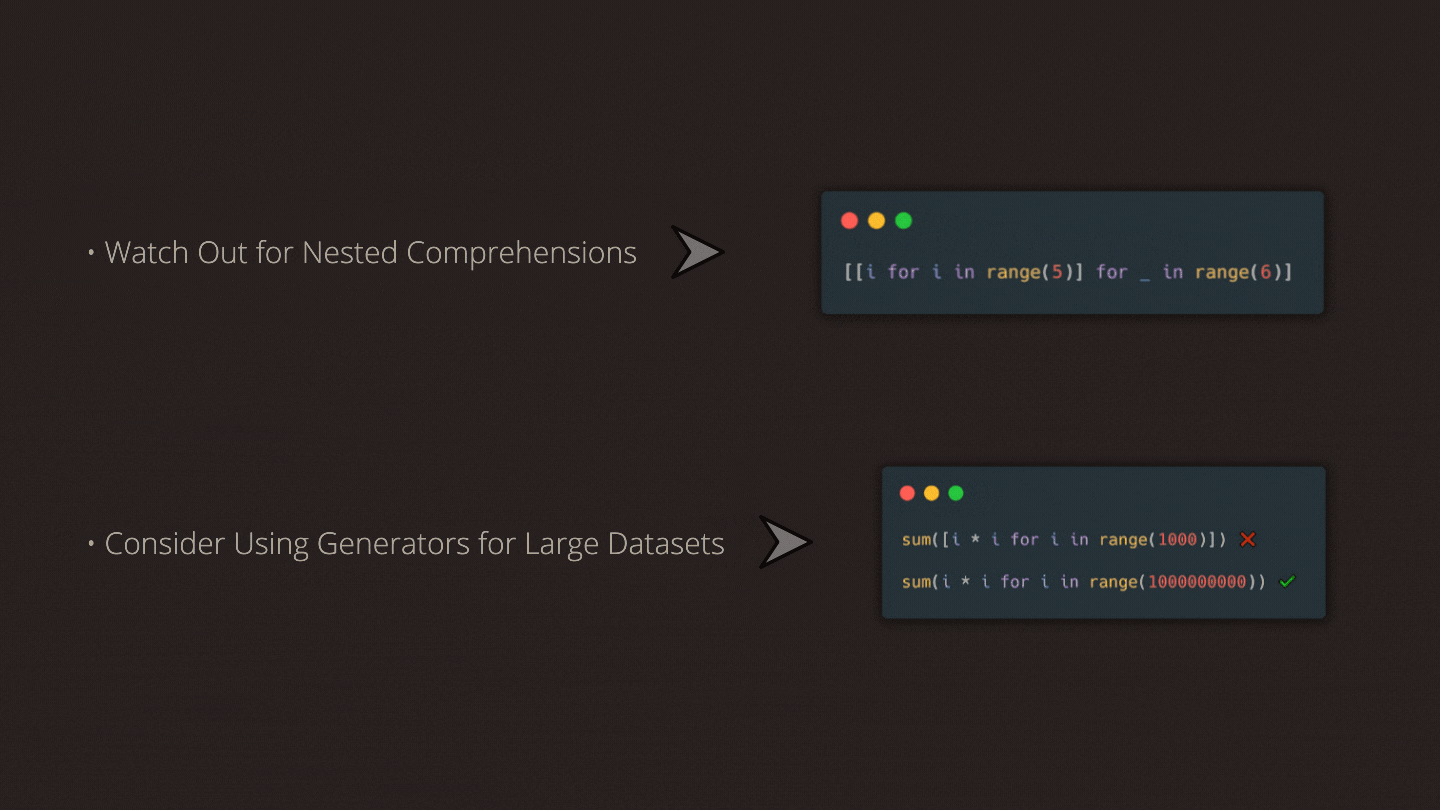 • Watch Out for Nested Comprehensions
[[i for i in range(5)] for _ in range(6)]
• Consider Using Generators for Large Datasets
sum([i * i for i in range(1000)]) ❌
sum(i * i for i in range(1000000000)) ✔